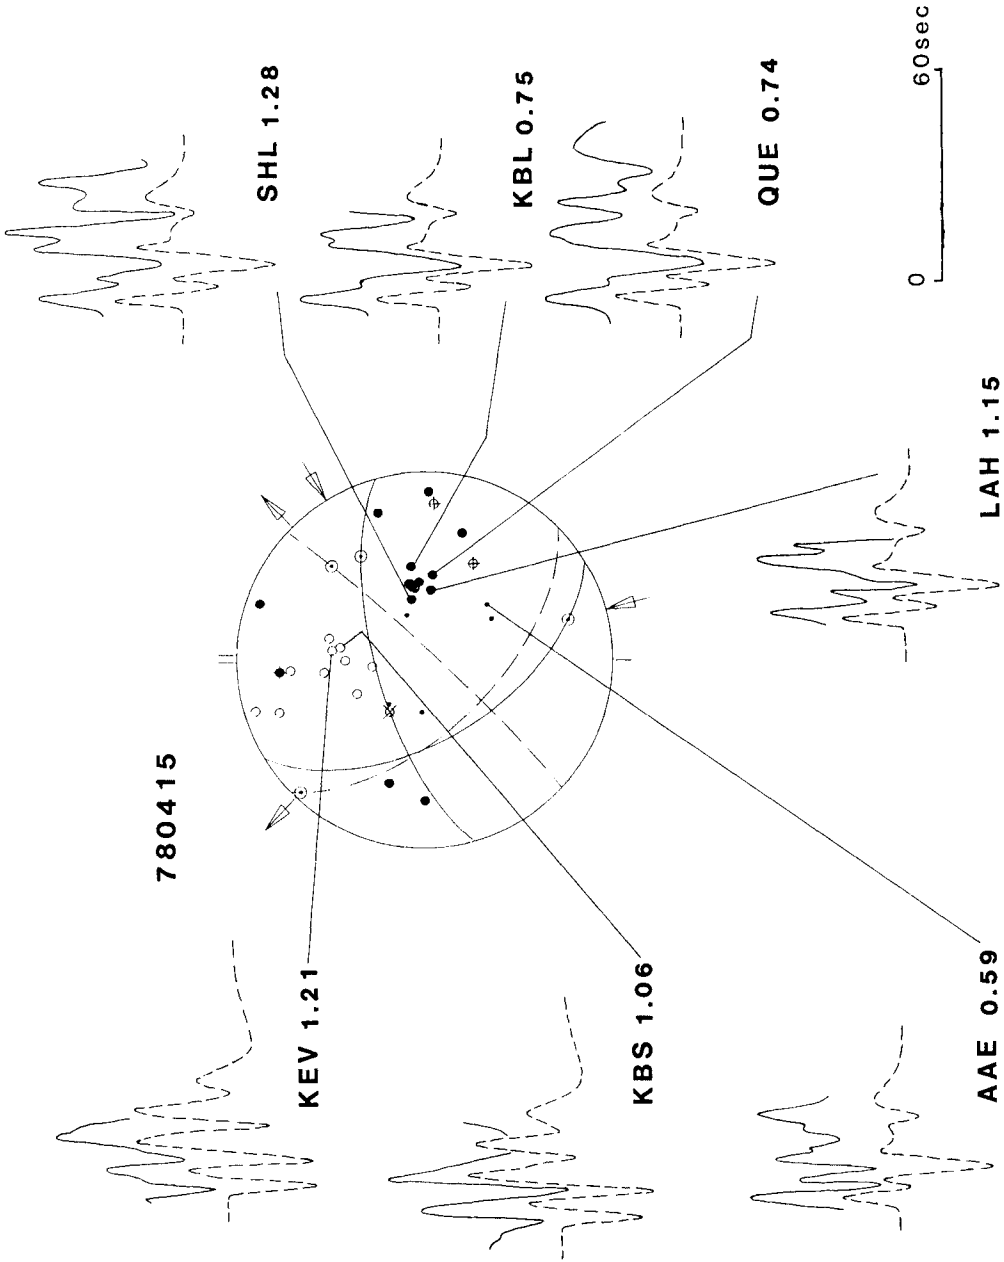 780415
KEV 1.21
KBS 1.06
AAE 0.59
SHL 1.28
KBL 0.75
QUE 0.74
LAH 1.15
0 60sec